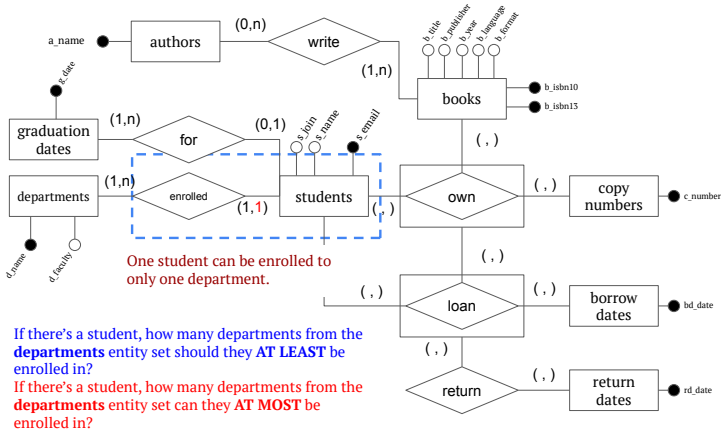 a_name
authors
(0,n)
write
(1,n)
b_title
b_publisher
b_year
b_language
b_format
books
b_isbn10
b_isbn13
g_date
graduation
dates
(1,n)
for
(0,1)
s_join
s_name
s_email
( , )
departments
(1,n)
enrolled
(1,1)
students
( , )
own
( , )
copy
numbers
c_number
d_name
d_faculty
One student can be enrolled to
only one department.
( , )
( , )
loan
( , )
borrow
dates
bd_date
If there's a student, how many departments from the
departments entity set should they AT LEAST be
enrolled in?
If there's a student, how many departments from the
departments entity set can they AT MOST be
enrolled in?
( , )
return
( , )
return
dates
rd_date